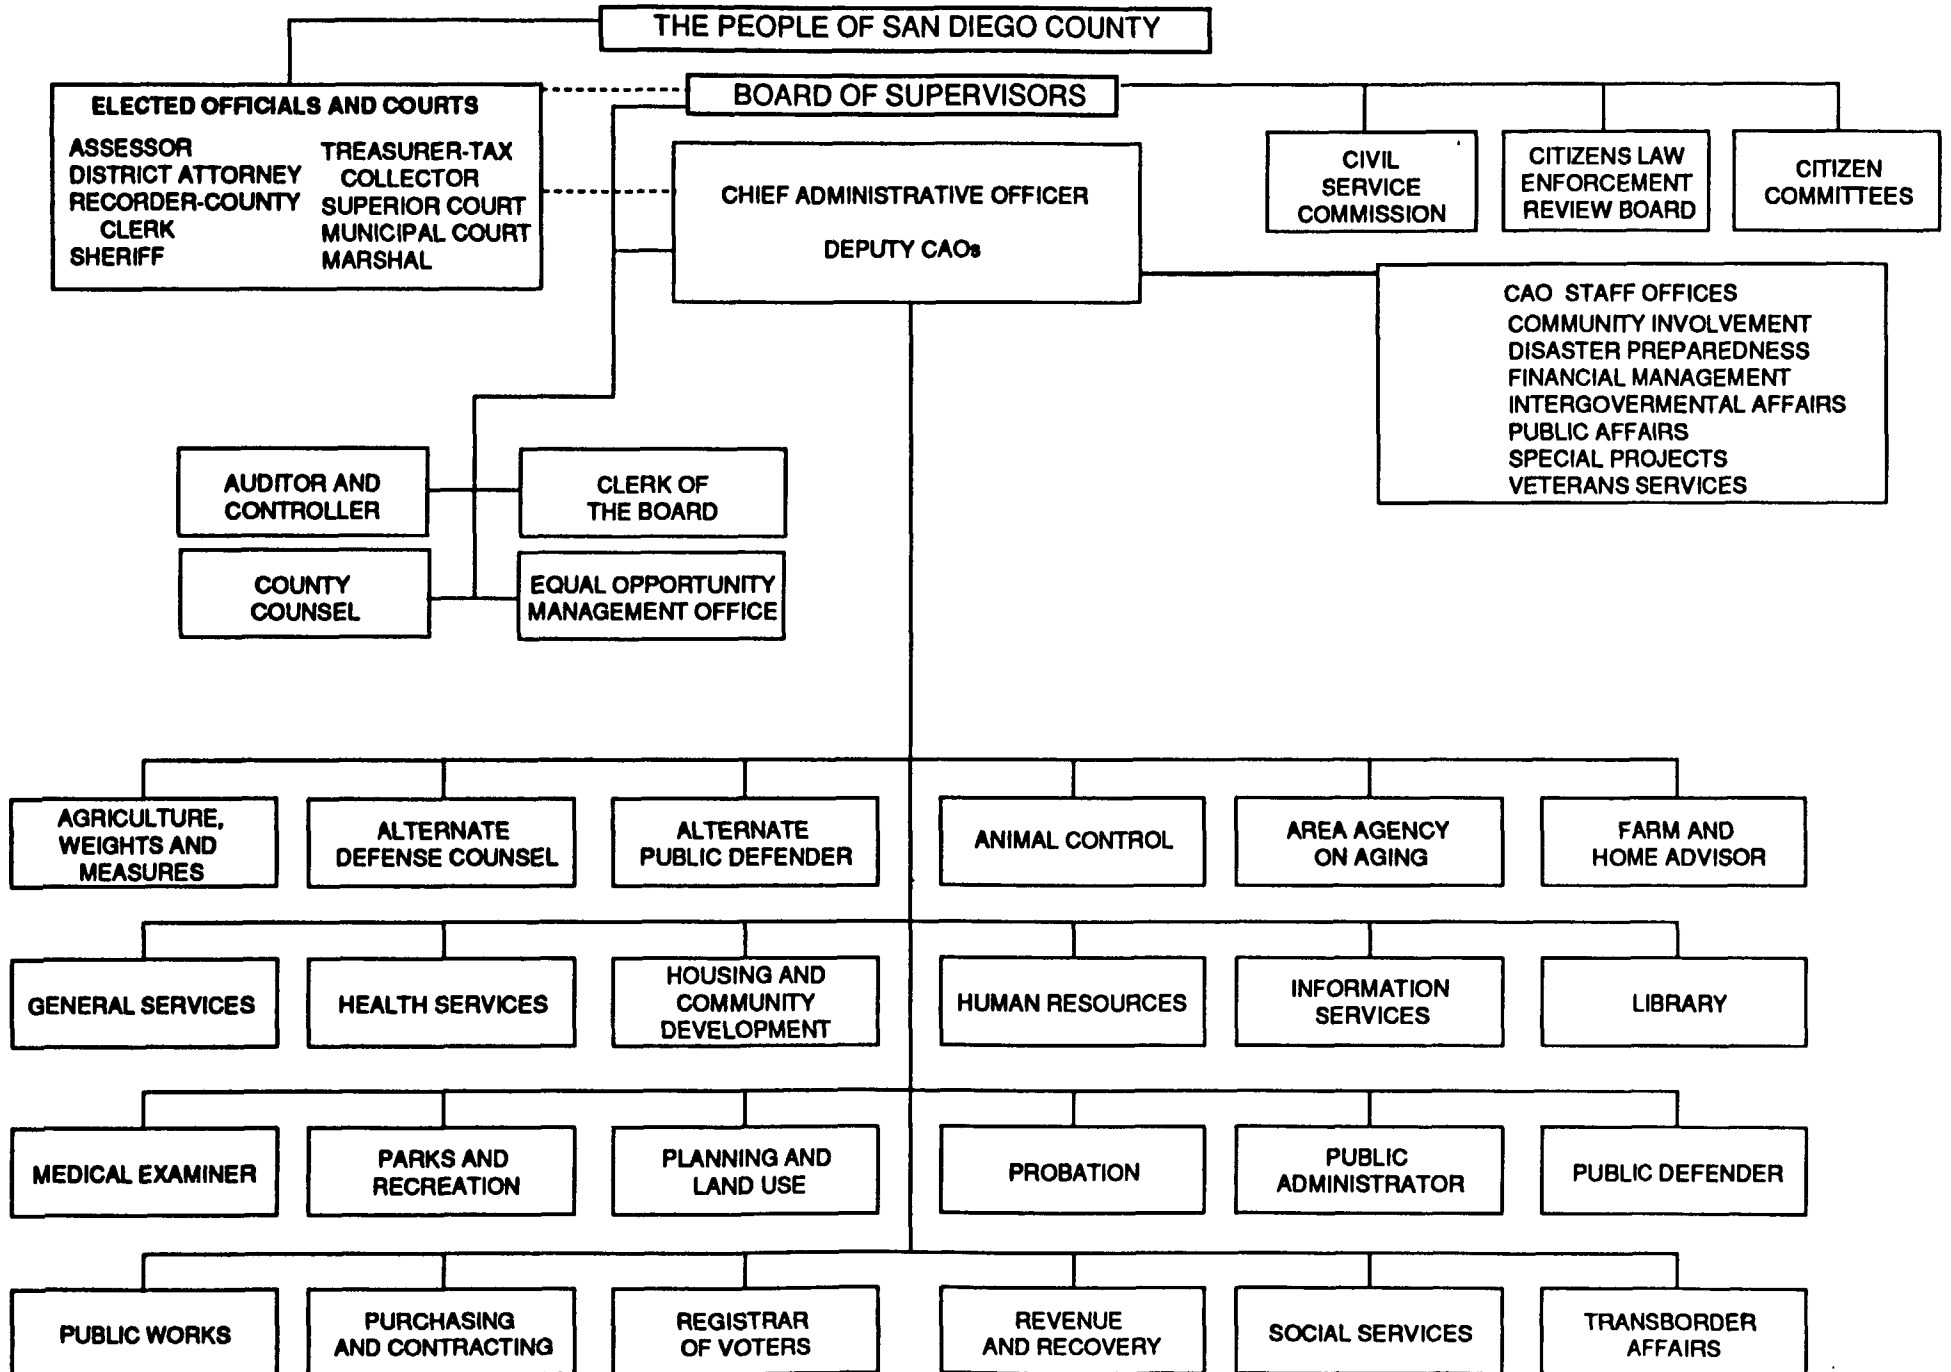 THE PEOPLE OF SAN DIEGO COUNTY
BOARD OF SUPERVISORS
ELECTED OFFICIALS AND COURTS
ASSESSOR
DISTRICT ATTORNEY
RECORDER-COUNTY
CLERK
SHERIFF
TREASURER-TAX
COLLECTOR
SUPERIOR COURT
MUNICIPAL COURT
MARSHAL
CHIEF ADMINISTRATIVE OFFICER
DEPUTY CAOs
CIVIL
SERVICE
COMMISSION
CITIZENS LAW
ENFORCEMENT
REVIEW BOARD
CITIZEN
COMMITTEES
CAO STAFF OFFICES
COMMUNITY INVOLVEMENT
DISASTER PREPAREDNESS
FINANCIAL MANAGEMENT
INTERGOVERMENTAL AFFAIRS
PUBLIC AFFAIRS
SPECIAL PROJECTS
VETERANS SERVICES
AUDITOR AND
CONTROLLER
CLERK OF
THE BOARD
COUNTY
COUNSEL
EQUAL OPPORTUNITY
MANAGEMENT OFFICE
AGRICULTURE,
WEIGHTS AND
MEASURES
ALTERNATE
DEFENSE COUNSEL
ALTERNATE
PUBLIC DEFENDER
ANIMAL CONTROL
AREA AGENCY
ON AGING
FARM AND
HOME ADVISOR
GENERAL SERVICES
HEALTH SERVICES
HOUSING AND
COMMUNITY
DEVELOPMENT
HUMAN RESOURCES
INFORMATION
SERVICES
LIBRARY
MEDICAL EXAMINER
PARKS AND
RECREATION
PLANNING AND
LAND USE
PROBATION
PUBLIC
ADMINISTRATOR
PUBLIC DEFENDER
PUBLIC WORKS
PURCHASING
AND CONTRACTING
REGISTRAR
OF VOTERS
REVENUE
AND RECOVERY
SOCIAL SERVICES
TRANSBORDER
AFFAIRS